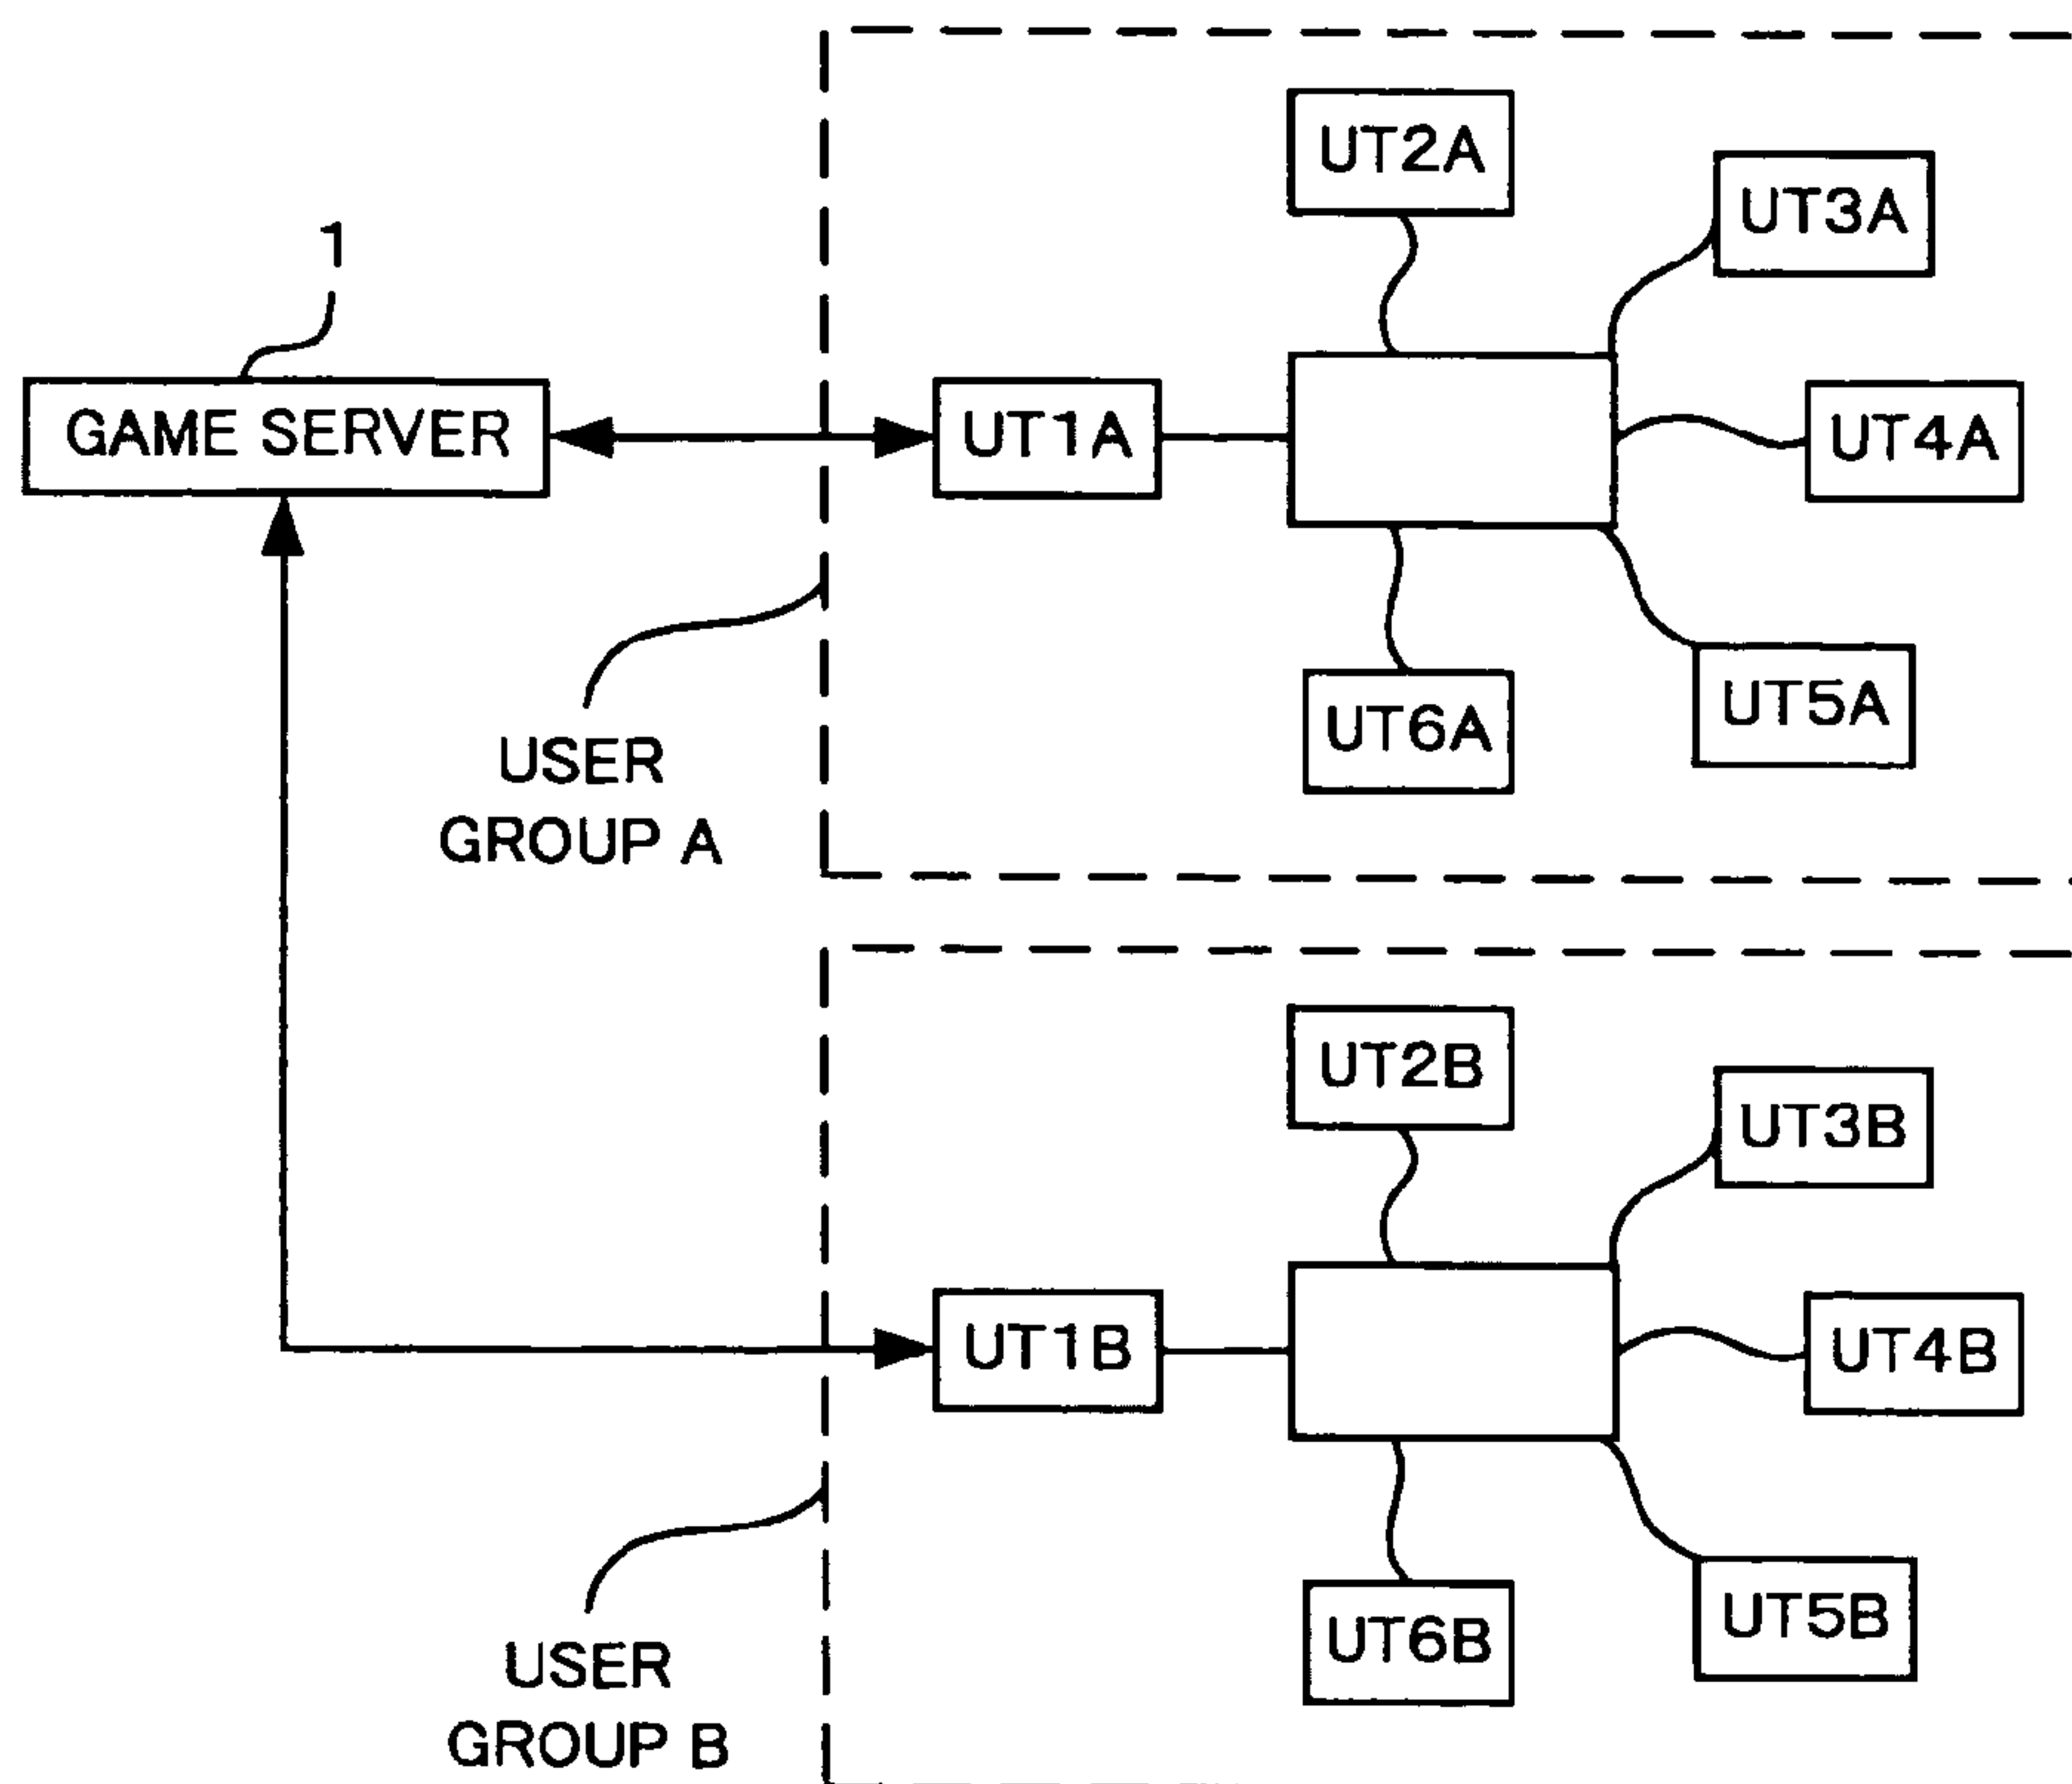 1
GAME SERVER
UT1A
UT2A
UT3A
UT4A
UT5A
UT6A
USER
GROUP A
UT1B
UT2B
UT3B
UT4B
UT5B
UT6B
USER
GROUP B